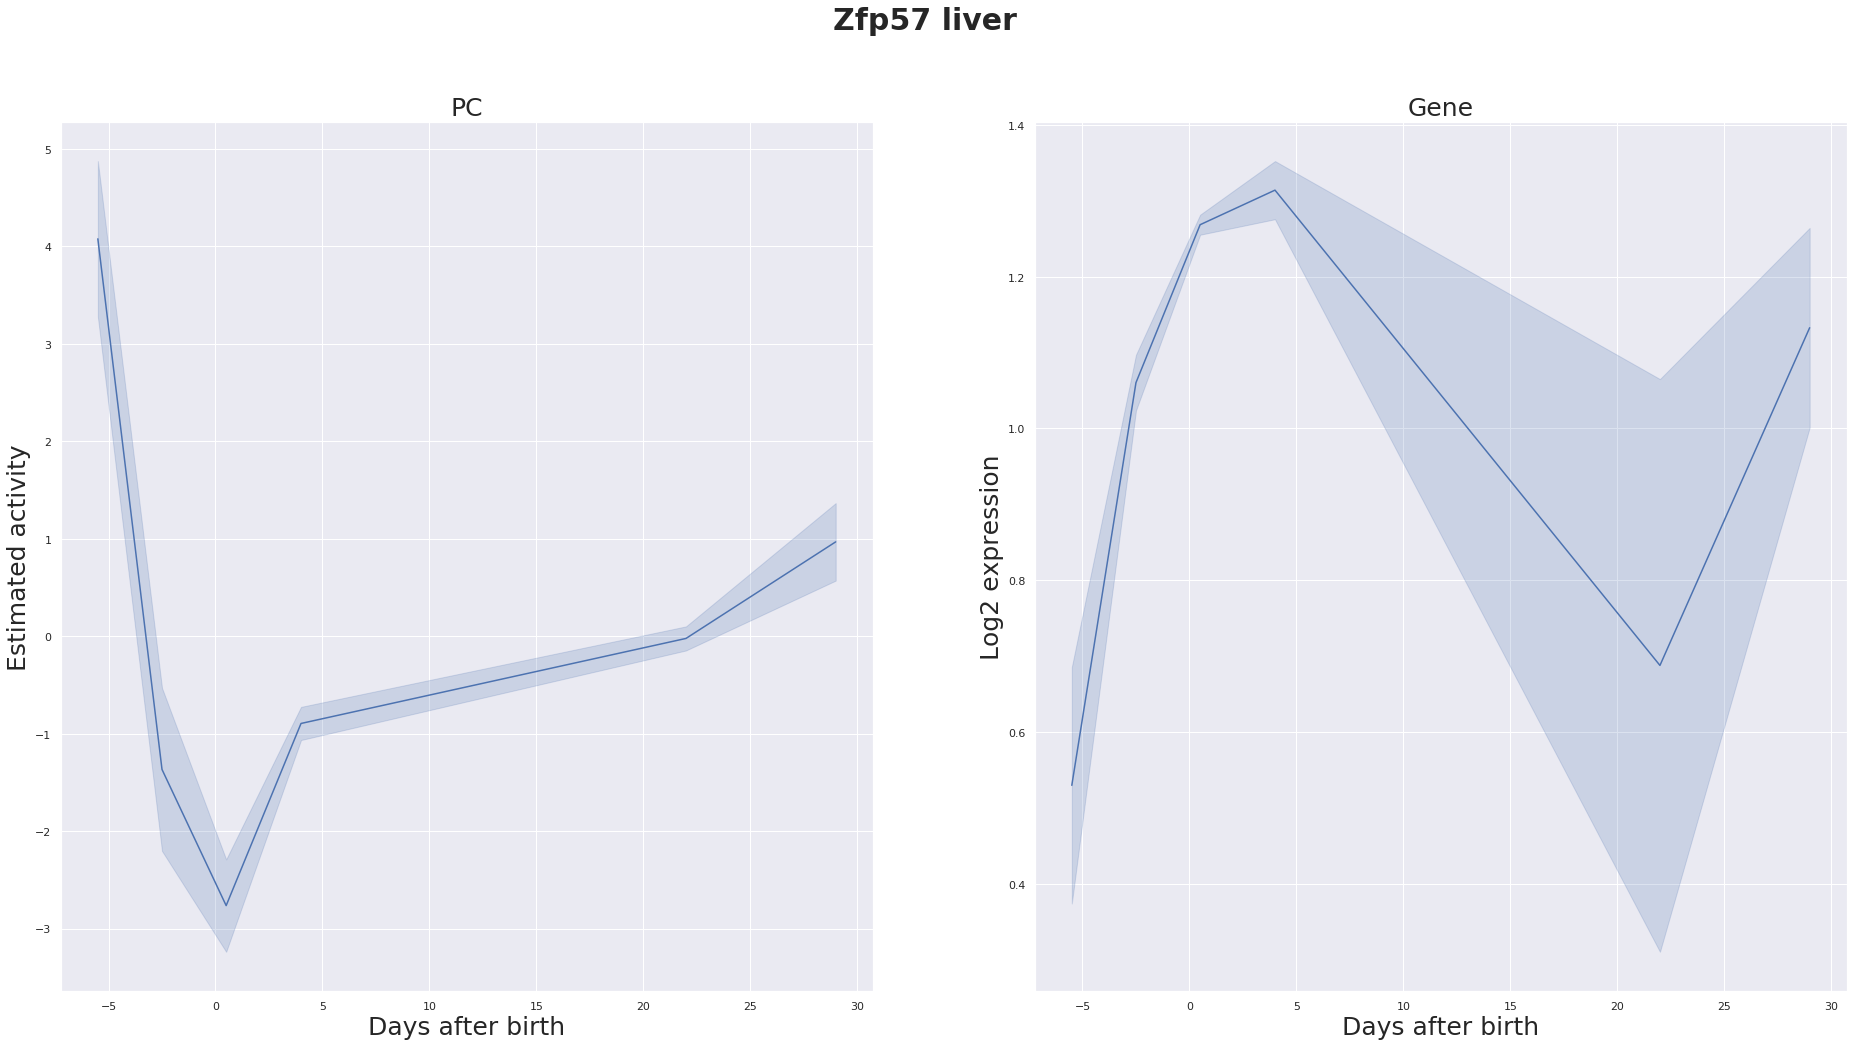 Zfp57 liver
PC
Estimated activity
5
4
3
2
1
0
−1
−2
−3
−5 0 5 10 15 20 25 30
Days after birth
Gene
Log2 expression
1.4
1.2
1.0
0.8
0.6
0.4
−5 0 5 10 15 20 25 30
Days after birth